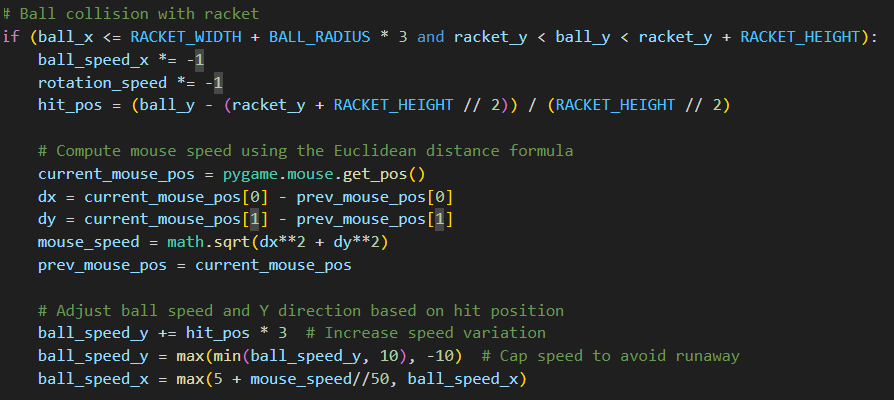 # Ball collision with racket
if (ball_x <= RACKET_WIDTH + BALL_RADIUS * 3 and racket_y < ball_y < racket_y + RACKET_HEIGHT):
    ball_speed_x *= -1
    rotation_speed *= -1
    hit_pos = (ball_y - (racket_y + RACKET_HEIGHT // 2)) / (RACKET_HEIGHT // 2)

    # Compute mouse speed using the Euclidean distance formula
    current_mouse_pos = pygame.mouse.get_pos()
    dx = current_mouse_pos[0] - prev_mouse_pos[0]
    dy = current_mouse_pos[1] - prev_mouse_pos[1]
    mouse_speed = math.sqrt(dx**2 + dy**2)
    prev_mouse_pos = current_mouse_pos

    # Adjust ball speed and Y direction based on hit position
    ball_speed_y += hit_pos * 3  # Increase speed variation
    ball_speed_y = max(min(ball_speed_y, 10), -10)  # Cap speed to avoid runaway
    ball_speed_x = max(5 + mouse_speed//50, ball_speed_x)